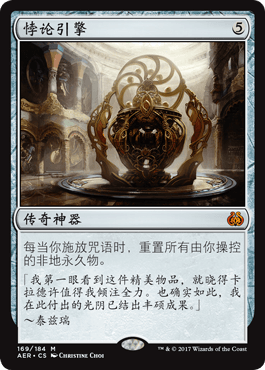 悖论引擎 5
传奇神器
每当你施放咒语时，重置所有由你操控
的非地永久物。
「我第一眼看到这件精美物品，就晓得卡
拉德许值得我倾注全力。也确实如此，我
在此付出的光阴已结出丰硕成果。」
～泰兹瑞
169/184 M
AER • CS CHRISTINE CHOI
™ & © 2017 Wizards of the Coast